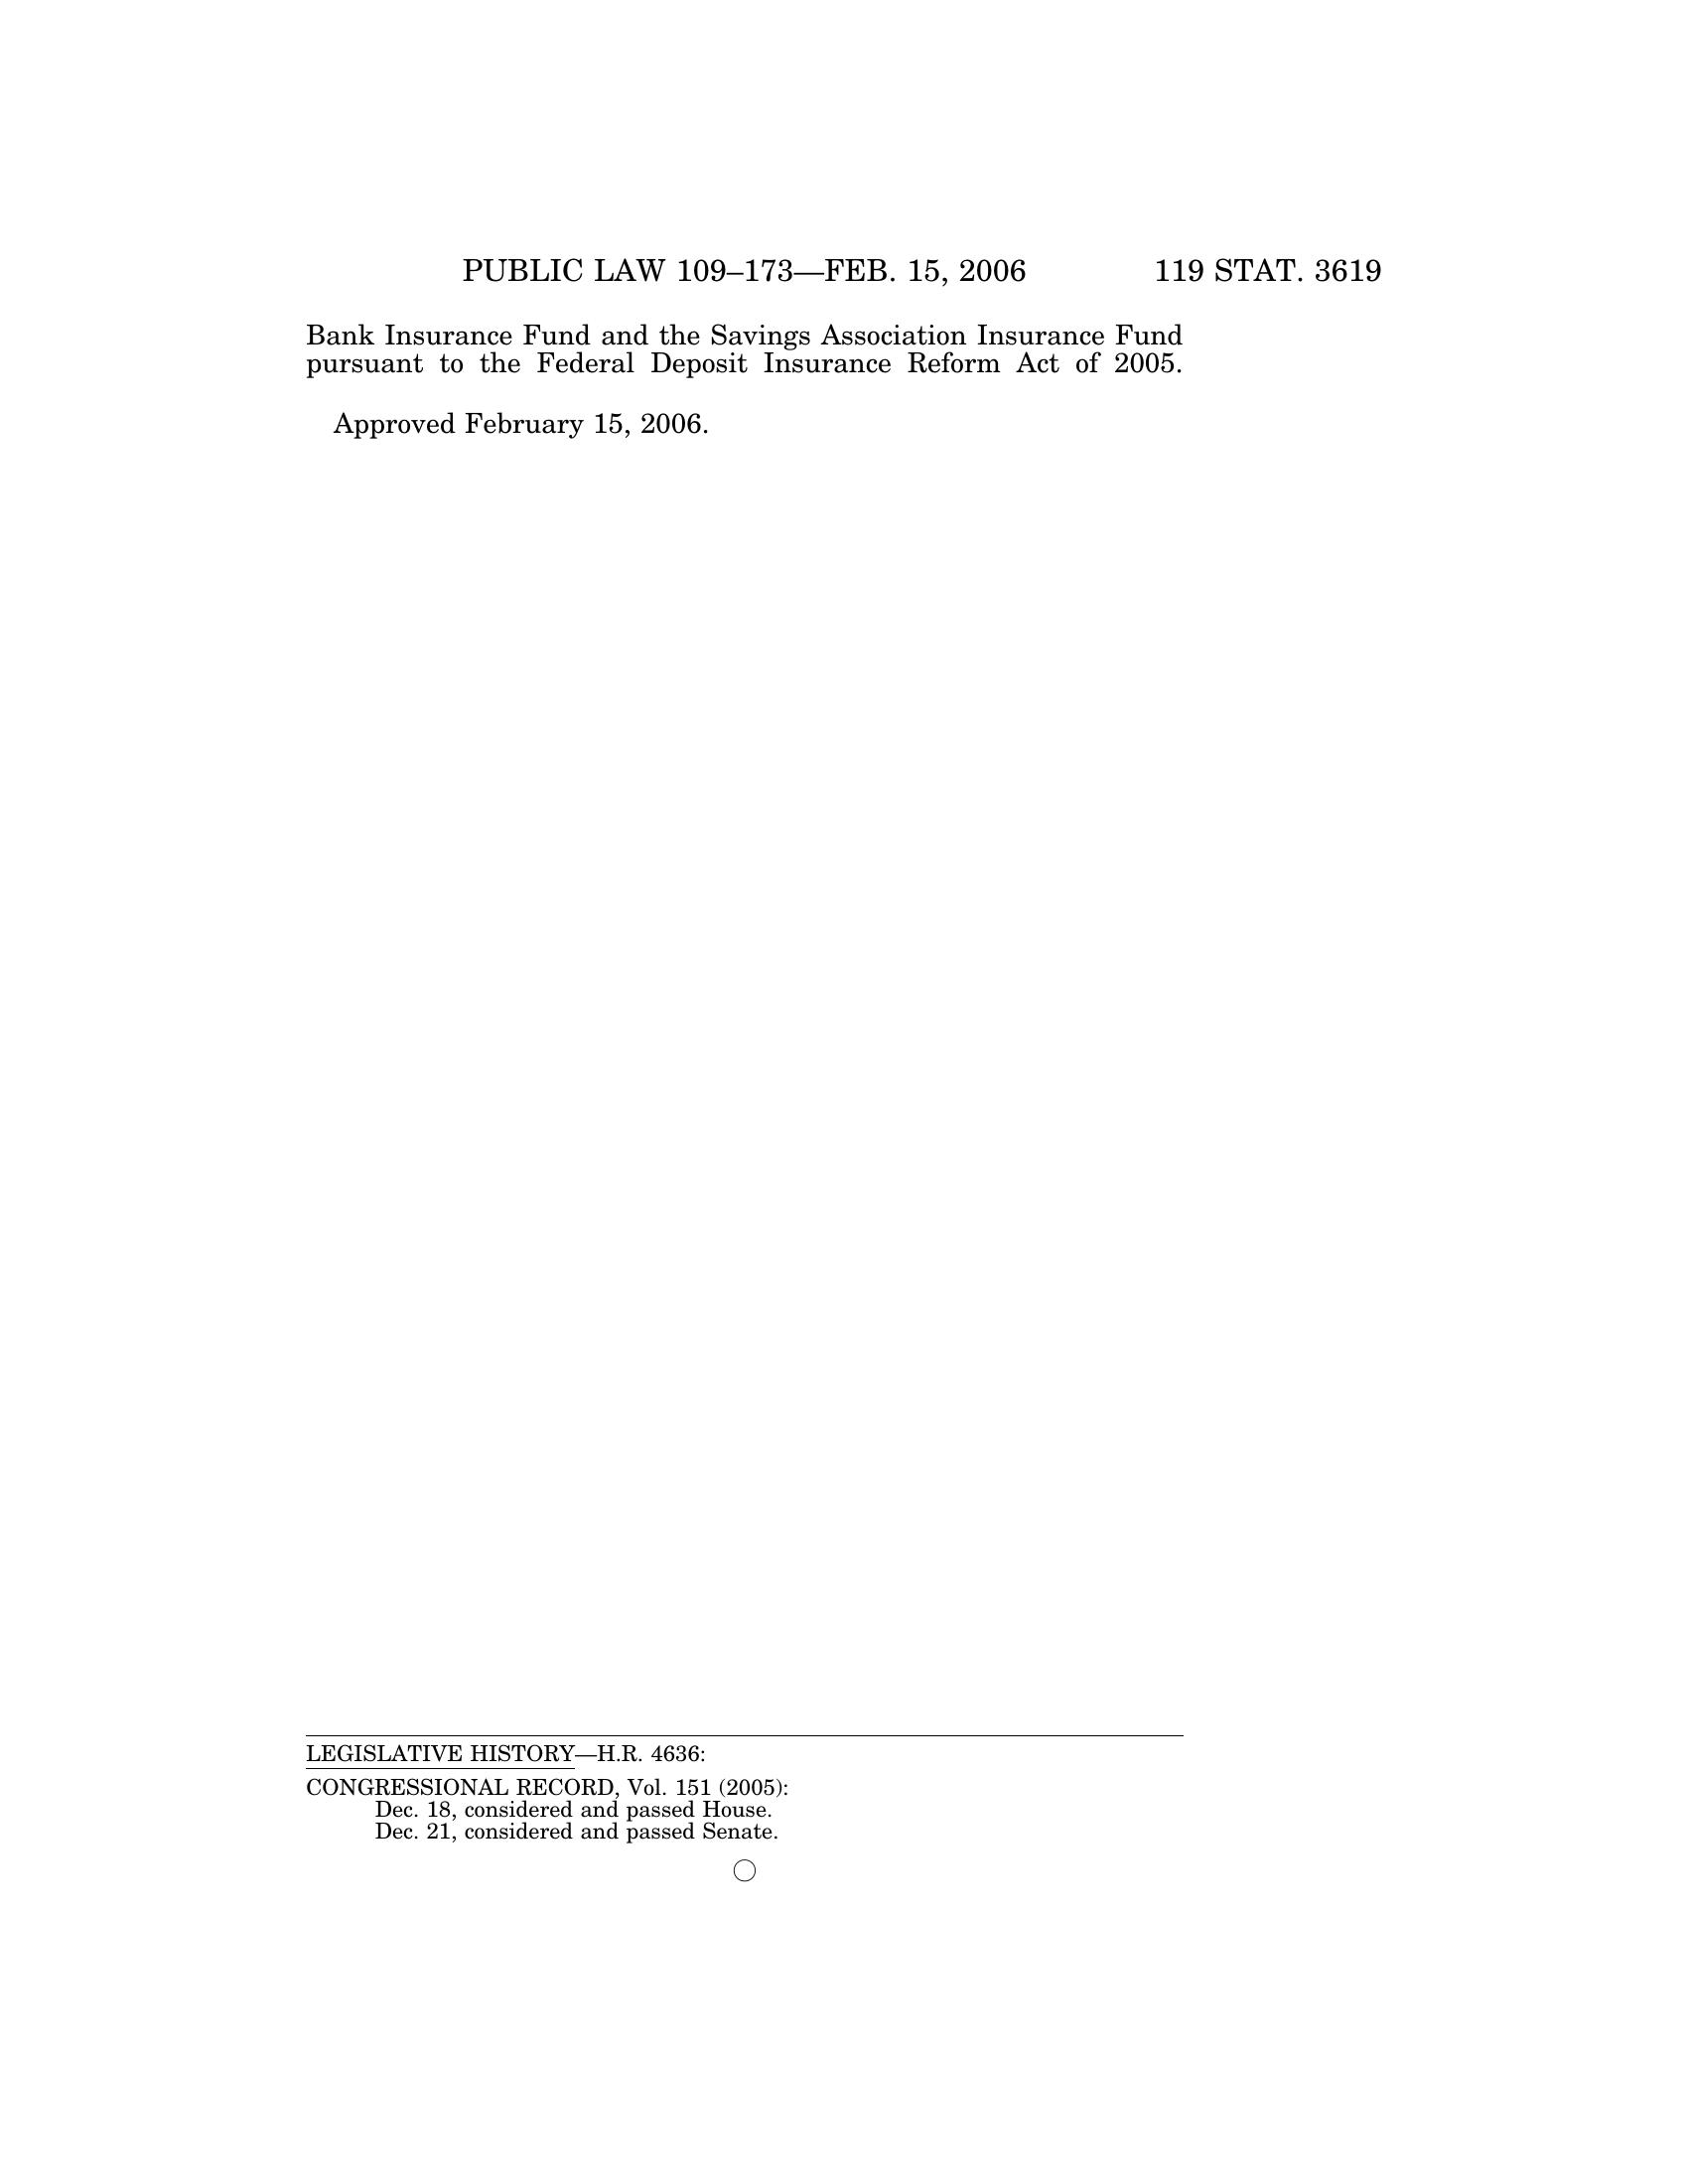 PUBLIC LAW 109–173—FEB. 15, 2006 119 STAT. 3619
Bank Insurance Fund and the Savings Association Insurance Fund
pursuant to the Federal Deposit Insurance Reform Act of 2005.
Approved February 15, 2006.
LEGISLATIVE HISTORY—H.R. 4636:
CONGRESSIONAL RECORD, Vol. 151 (2005):
Dec. 18, considered and passed House.
Dec. 21, considered and passed Senate.